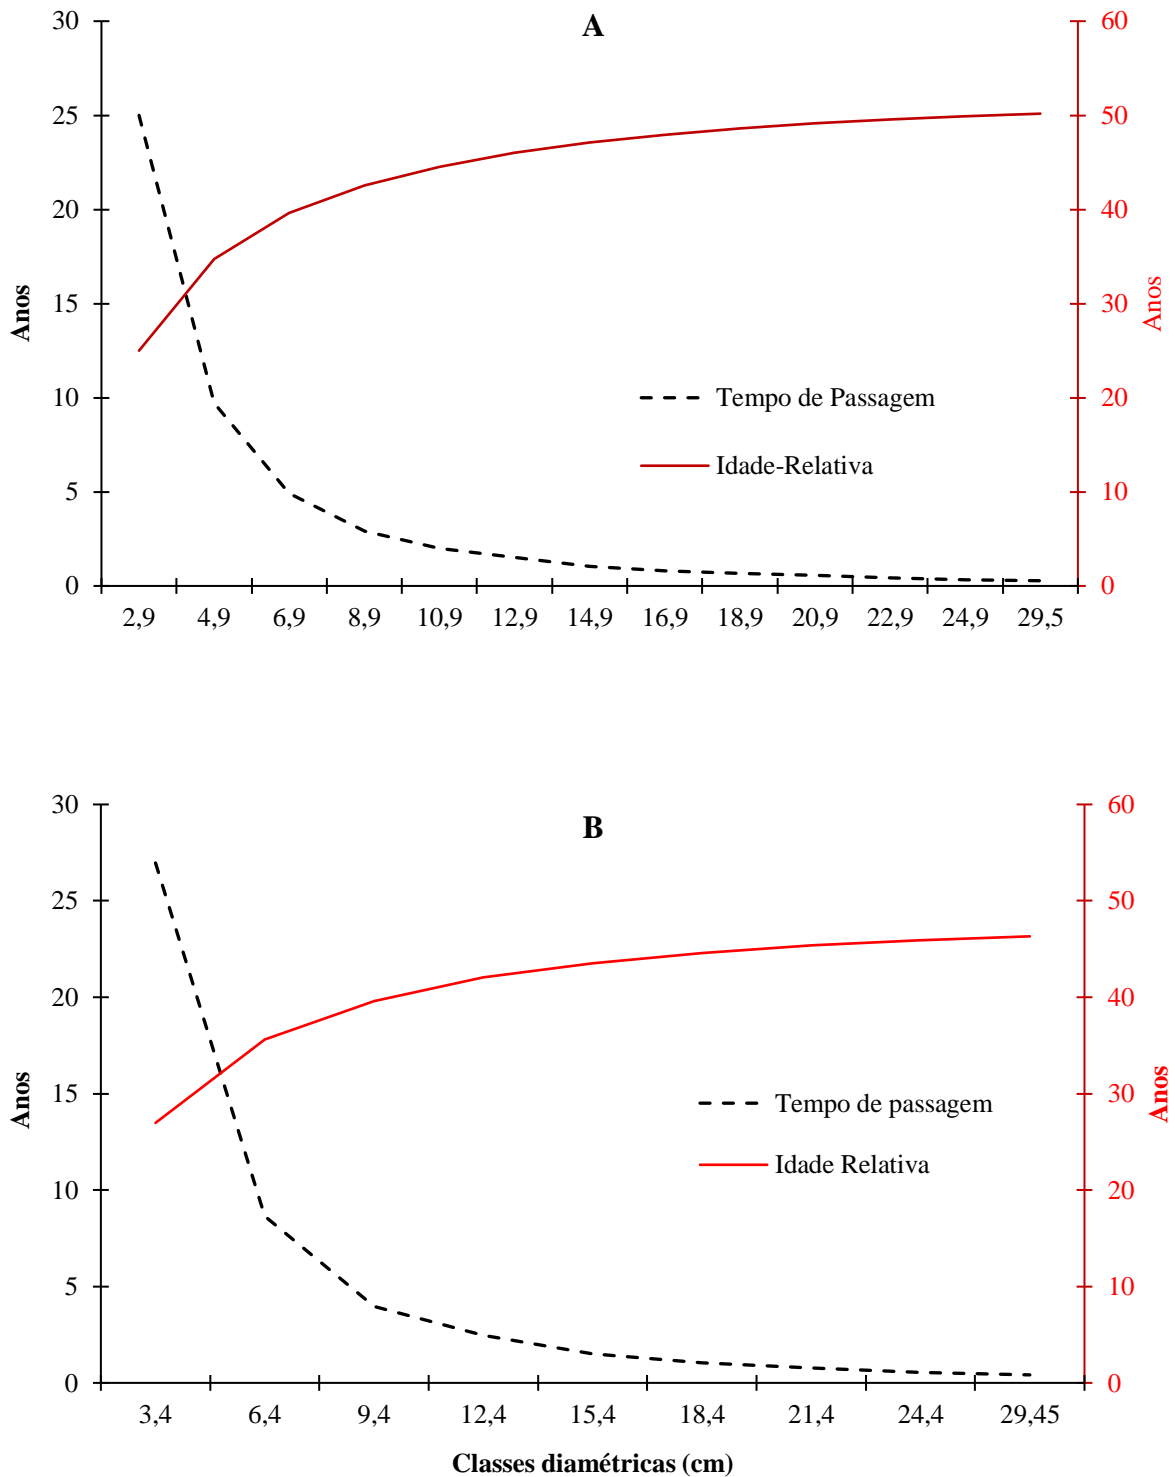 A
30
25
20
15
10
5
0
60
50
40
30
20
10
0
Anos
Anos
Tempo de Passagem
Idade-Relativa
2,9 4,9 6,9 8,9 10,9 12,9 14,9 16,9 18,9 20,9 22,9 24,9 29,5
B
30
25
20
15
10
5
0
60
50
40
30
20
10
0
Anos
Anos
Tempo de passagem
Idade Relativa
3,4 6,4 9,4 12,4 15,4 18,4 21,4 24,4 29,45
Classes diamétricas (cm)